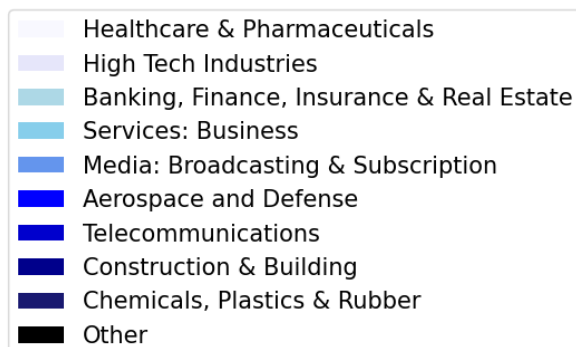 Healthcare & Pharmaceuticals
High Tech Industries
Banking, Finance, Insurance & Real Estate
Services: Business
Media: Broadcasting & Subscription
Aerospace and Defense
Telecommunications
Construction & Building
Chemicals, Plastics & Rubber
Other